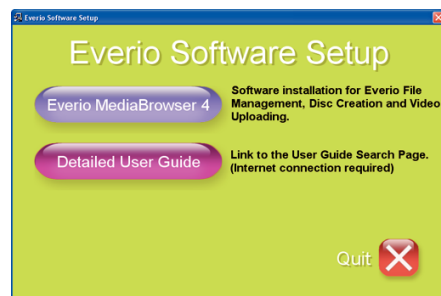 Everio Software Setup
Everio Software Setup
Everio MediaBrowser 4
Software installation for Everio File
Management, Disc Creation and Video
Uploading.
Detailed User Guide
Link to the User Guide Search Page.
(Internet connection required)
Quit